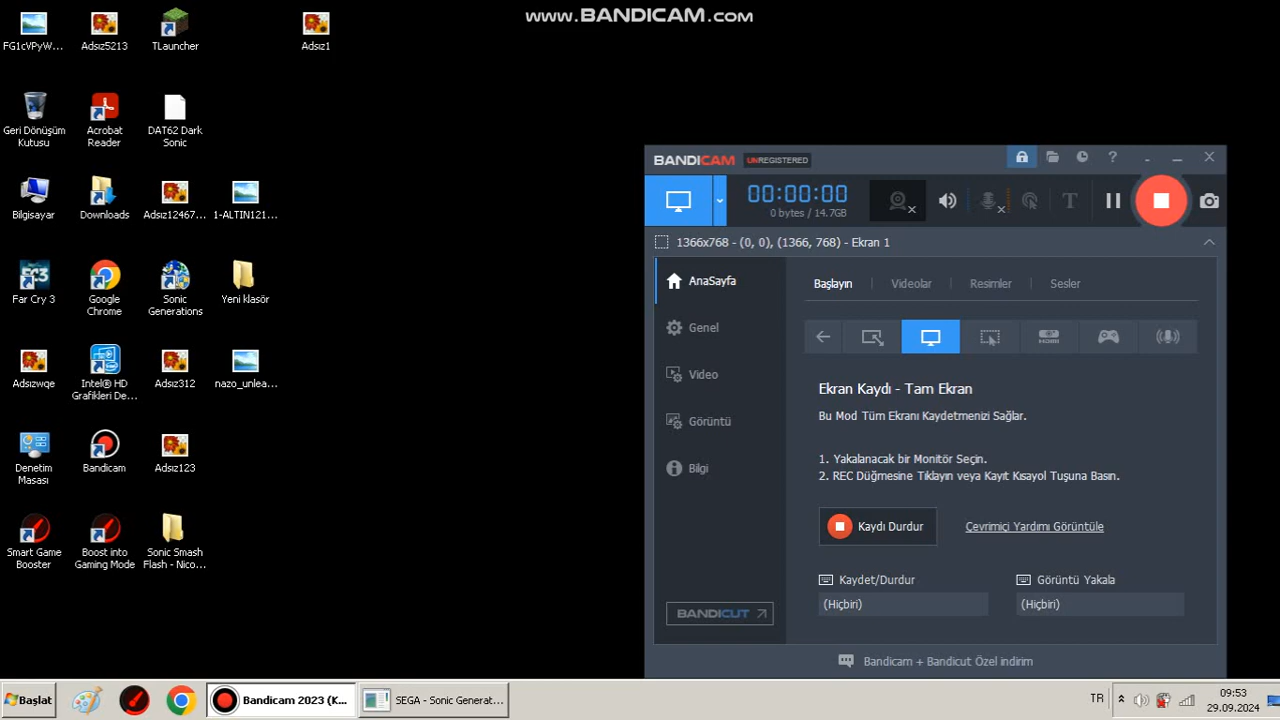 www.BANDICAM.com
FG1cVPyW...
Adsız5213
TLauncher
Adsız1
Geri Dönüşüm
Kutusu
Acrobat
Reader
DAT62 Dark
Sonic
Bilgisayar
Downloads
Adsız12467...
1-ALTIN121...
Far Cry 3
Google
Chrome
Sonic
Generations
Yeni klasör
Adsızwqe
Intel® HD
Grafikleri De...
Adsız312
nazo_unlea...
Denetim
Masası
Bandicam
Adsız123
Smart Game
Booster
Boost into
Gaming Mode
Sonic Smash
Flash - Nico...
BANDICAM UNREGISTERED
00:00:00
0 bytes / 14.7GB
1366x768 - (0, 0), (1366, 768) - Ekran 1
AnaSayfa
Genel
Video
Görüntü
Bilgi
BANDICUT
Başlayın
Videolar
Resimler
Sesler
HDMI
Ekran Kaydı - Tam Ekran
Bu Mod Tüm Ekranı Kaydetmenizi Sağlar.
1. Yakalanacak bir Monitör Seçin.
2. REC Düğmesine Tıklayın veya Kayıt Kısayol Tuşuna Basın.
Kaydı Durdur
Çevrimiçi Yardımı Görüntüle
Kaydet/Durdur
Görüntü Yakala
(Hiçbiri)
(Hiçbiri)
Bandicam + Bandicut Özel indirim
Başlat
Bandicam 2023 (K...
SEGA - Sonic Generat...
TR
09:53
29.09.2024